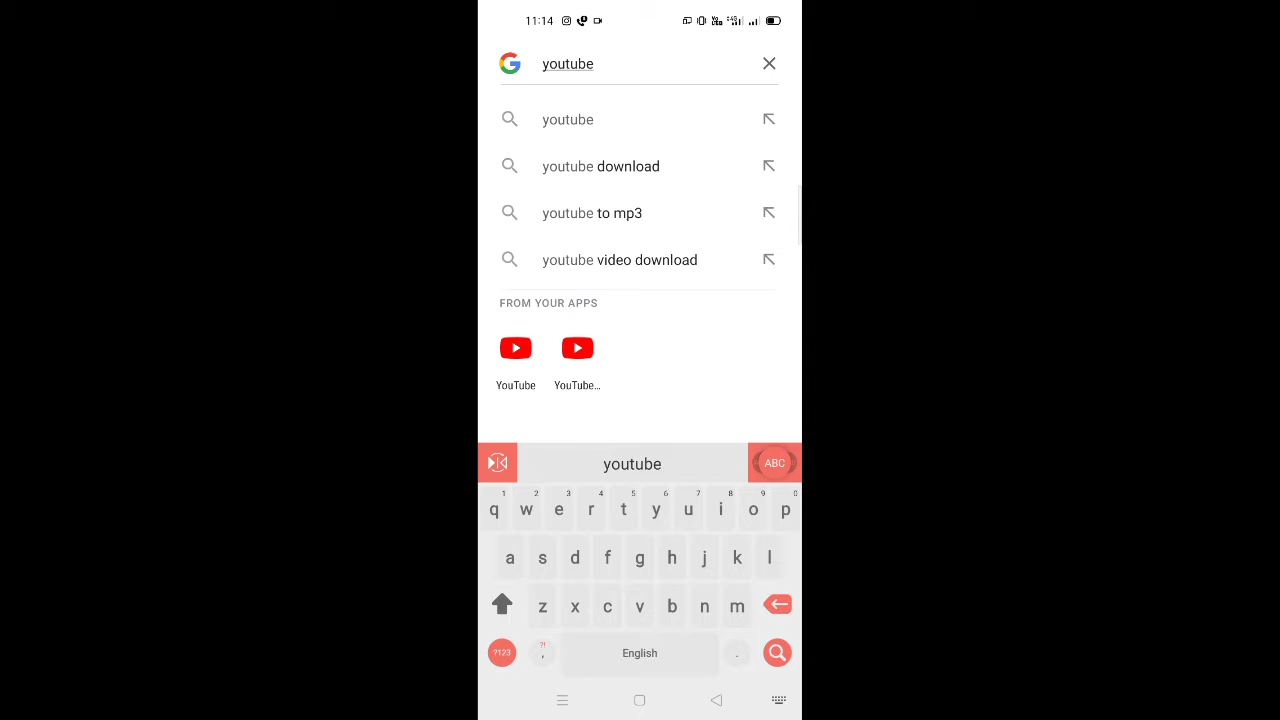 11:14
youtube
youtube
youtube download
youtube to mp3
youtube video download
FROM YOUR APPS
YouTube YouTube...
youtube ABC
1 2 3 4 5 6 7 8 9 0
q w e r t y u i o p
a s d f g h j k l
z x c v b n m
?123 ?! , English .